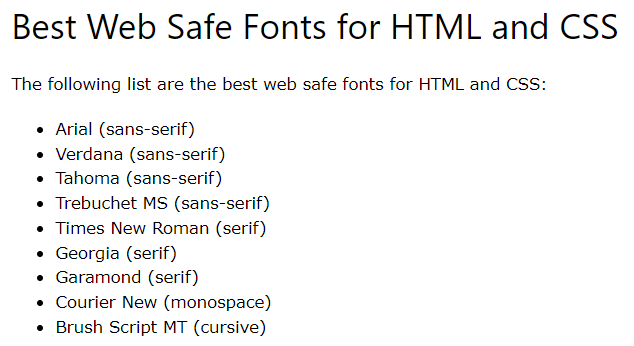 Best Web Safe Fonts for HTML and CSS
The following list are the best web safe fonts for HTML and CSS:
• Arial (sans-serif)
• Verdana (sans-serif)
• Tahoma (sans-serif)
• Trebuchet MS (sans-serif)
• Times New Roman (serif)
• Georgia (serif)
• Garamond (serif)
• Courier New (monospace)
• Brush Script MT (cursive)